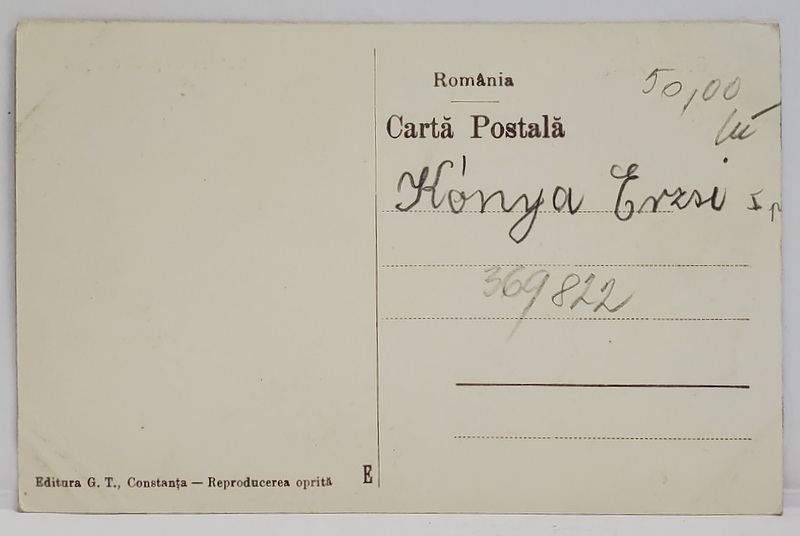 România
50,00
lei
Cartă Postală
Kónya Erzsi I p
369822
Editura G. T., Constanța — Reproducerea oprită
E